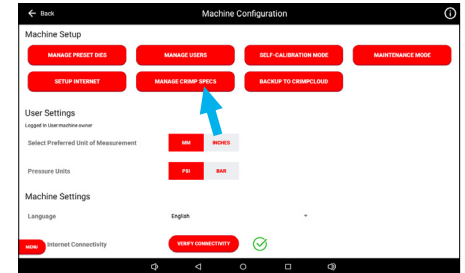 Back
Machine Configuration
Machine Setup
MANAGE PRESET DIES
MANAGE USERS
SELF-CALIBRATION MODE
MAINTENANCE MODE
SETUP INTERNET
MANAGE CRIMP SPECS
BACKUP TO CRIMPCLOUD
User Settings
Logged in User:machine owner
Select Preferred Unit of Measurement
MM
INCHES
Pressure Units
PSI
BAR
Machine Settings
Language
English
MENU
Internet Connectivity
VERIFY CONNECTIVITY